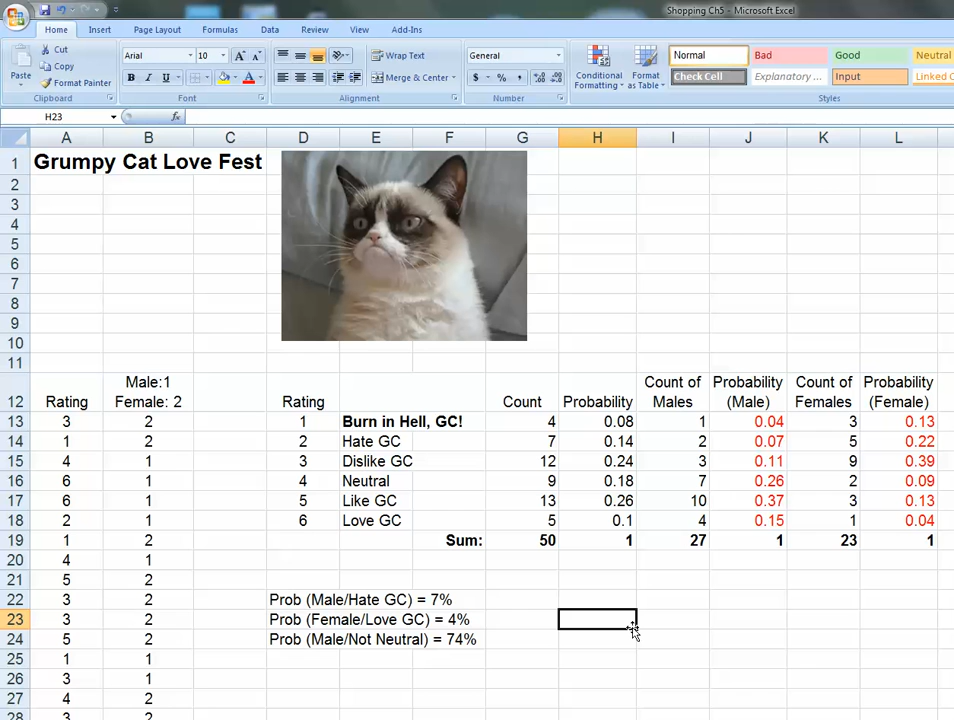 Shopping Ch5 - Microsoft Excel
Home Insert Page Layout Formulas Data Review View Add-Ins
Paste Cut Copy Format Painter
Arial 10 A A
B I U A
Wrap Text
Merge & Center
General
$ % ,
Conditional Formatting
Format as Table
Normal Bad Good Neutral
Check Cell Explanatory ... Input Linked C
Clipboard Font Alignment Number Styles
H23 fx
A B C D E F G H I J K L
1 Grumpy Cat Love Fest
2
3
4
5
6
7
8
9
10
11
Male:1 Count of Probability Count of Probability
12 Rating Female: 2 Rating Count Probability Males (Male) Females (Female)
13 3 2 1 Burn in Hell, GC! 4 0.08 1 0.04 3 0.13
14 1 2 2 Hate GC 7 0.14 2 0.07 5 0.22
15 4 1 3 Dislike GC 12 0.24 3 0.11 9 0.39
16 6 1 4 Neutral 9 0.18 7 0.26 2 0.09
17 6 1 5 Like GC 13 0.26 10 0.37 3 0.13
18 2 1 6 Love GC 5 0.1 4 0.15 1 0.04
19 1 2 Sum: 50 1 27 1 23 1
20 4 1
21 5 2
22 3 2 Prob (Male/Hate GC) = 7%
23 3 2 Prob (Female/Love GC) = 4%
24 5 2 Prob (Male/Not Neutral) = 74%
25 1 1
26 3 1
27 4 2
28 3 2